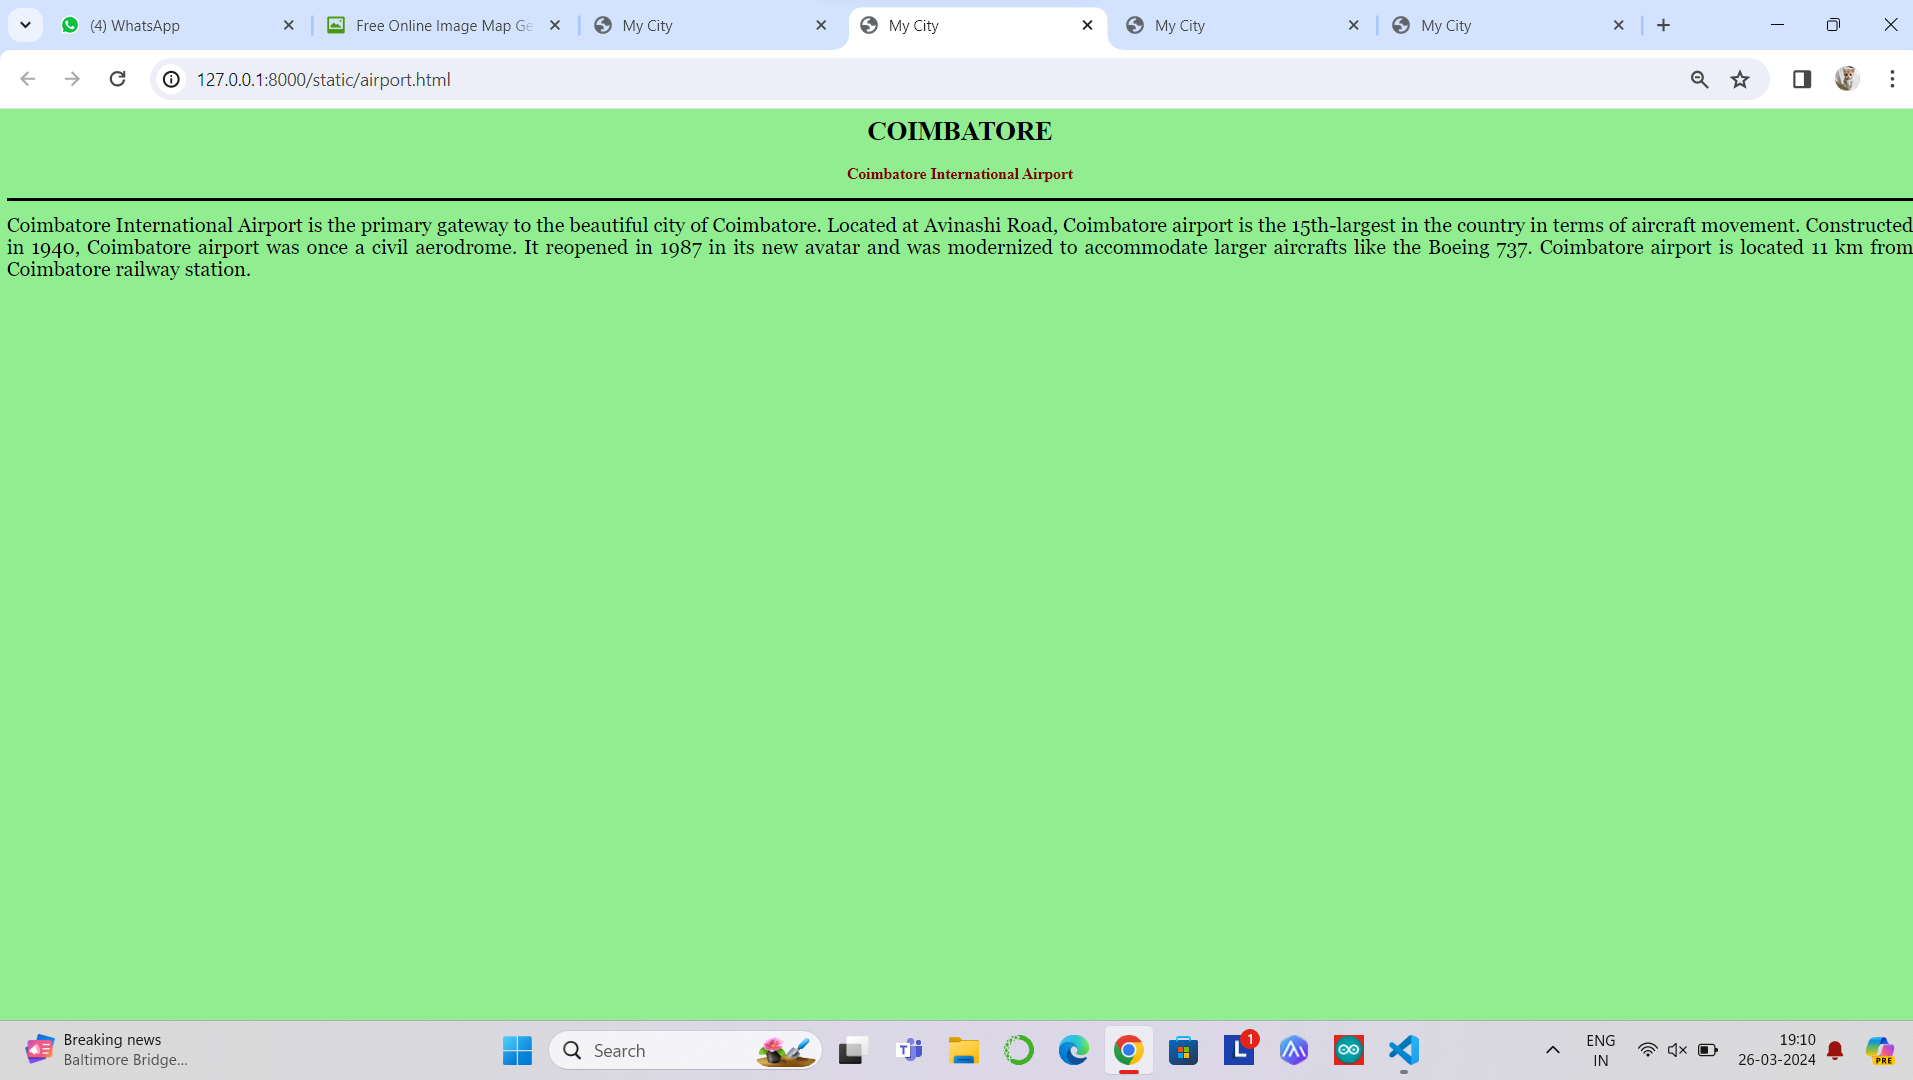 (4) WhatsApp
Free Online Image Map Ge
My City
My City
My City
My City
127.0.0.1:8000/static/airport.html
COIMBATORE
Coimbatore International Airport
Coimbatore International Airport is the primary gateway to the beautiful city of Coimbatore. Located at Avinashi Road, Coimbatore airport is the 15th-largest in the country in terms of aircraft movement. Constructed
in 1940, Coimbatore airport was once a civil aerodrome. It reopened in 1987 in its new avatar and was modernized to accommodate larger aircrafts like the Boeing 737. Coimbatore airport is located 11 km from
Coimbatore railway station.
Breaking news
Baltimore Bridge...
Search
L
1
ENG
IN
19:10
26-03-2024
PRE